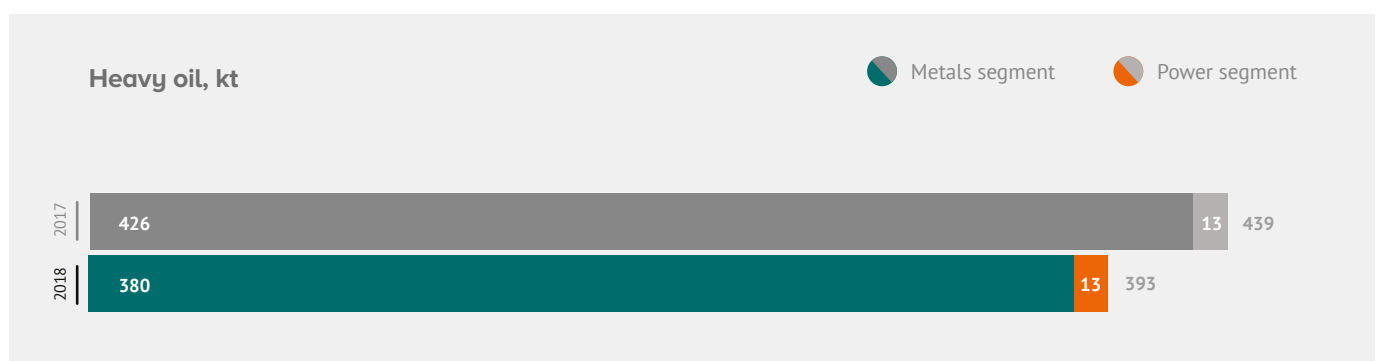 Heavy oil, kt
Metals segment
Power segment
2017
426
13
439
2018
380
13
393